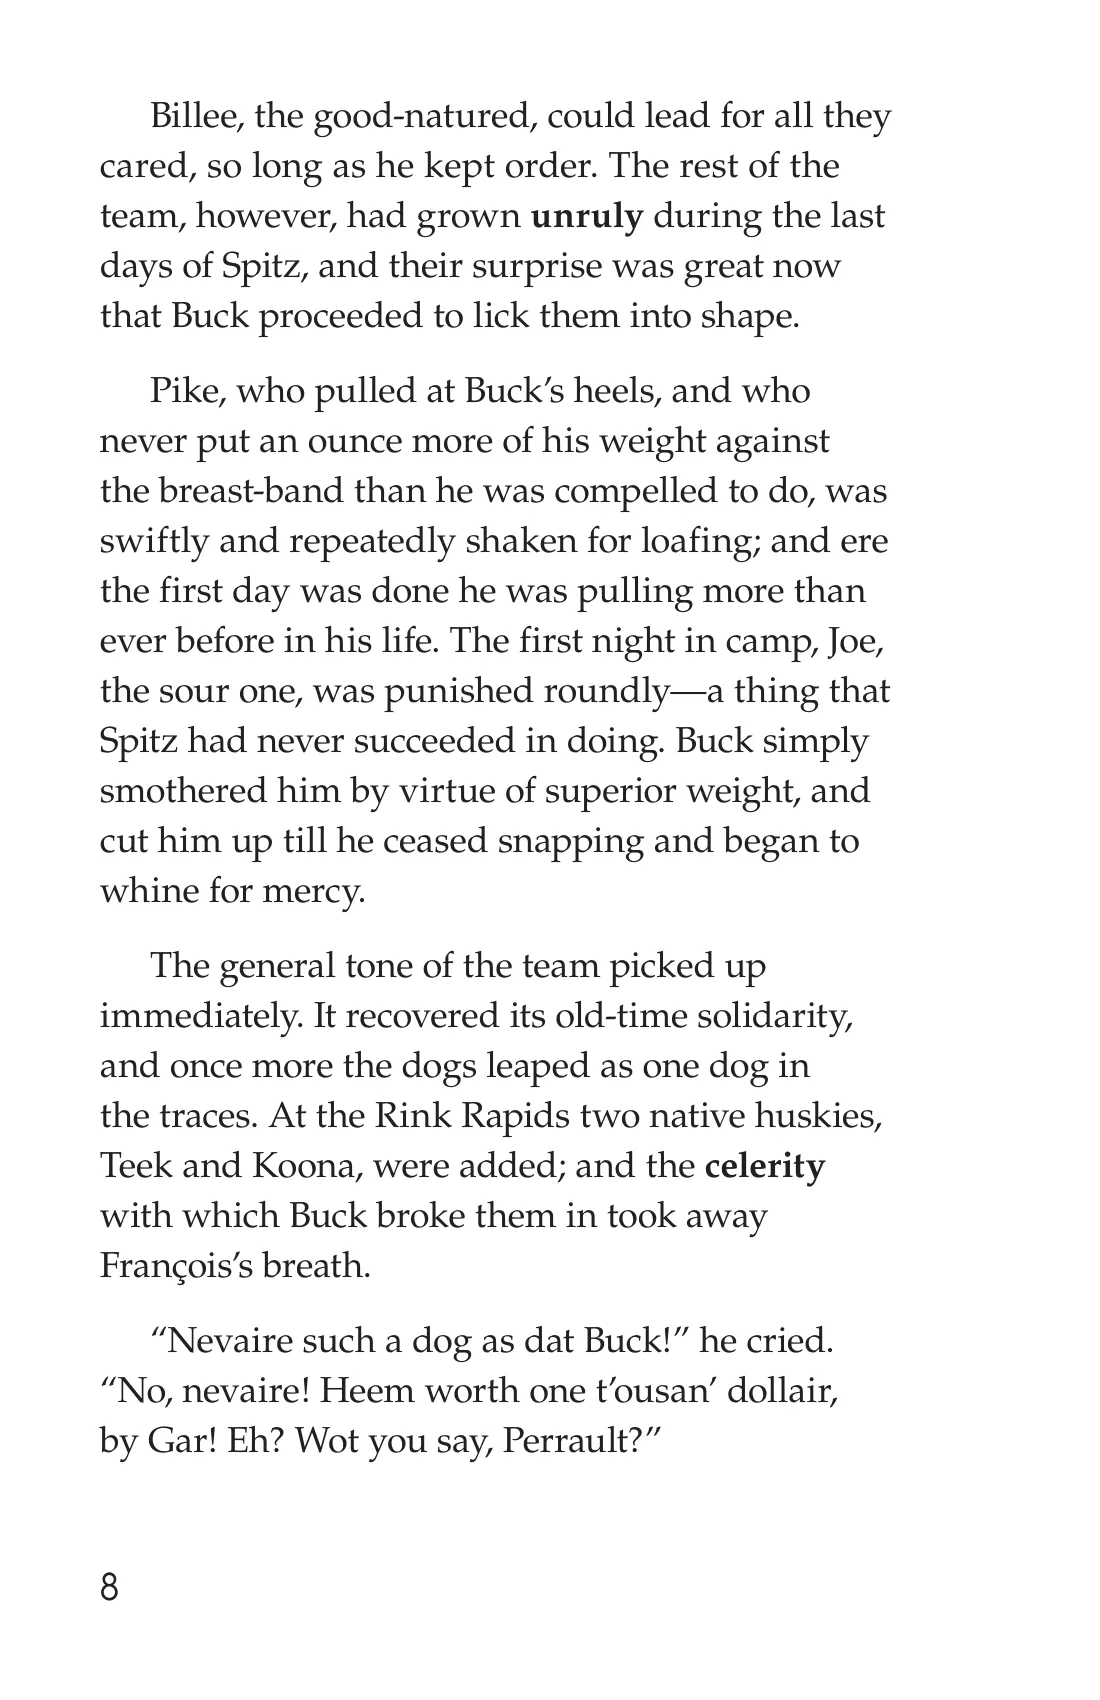 Billee, the good-natured, could lead for all they
cared, so long as he kept order. The rest of the
team, however, had grown unruly during the last
days of Spitz, and their surprise was great now
that Buck proceeded to lick them into shape.
Pike, who pulled at Buck’s heels, and who
never put an ounce more of his weight against
the breast-band than he was compelled to do, was
swiftly and repeatedly shaken for loafing; and ere
the first day was done he was pulling more than
ever before in his life. The first night in camp, Joe,
the sour one, was punished roundly—a thing that
Spitz had never succeeded in doing. Buck simply
smothered him by virtue of superior weight, and
cut him up till he ceased snapping and began to
whine for mercy.
The general tone of the team picked up
immediately. It recovered its old-time solidarity,
and once more the dogs leaped as one dog in
the traces. At the Rink Rapids two native huskies,
Teek and Koona, were added; and the celerity
with which Buck broke them in took away
François’s breath.
“Nevaire such a dog as dat Buck!” he cried.
“No, nevaire! Heem worth one t’ousan’ dollair,
by Gar! Eh? Wot you say, Perrault?”
8